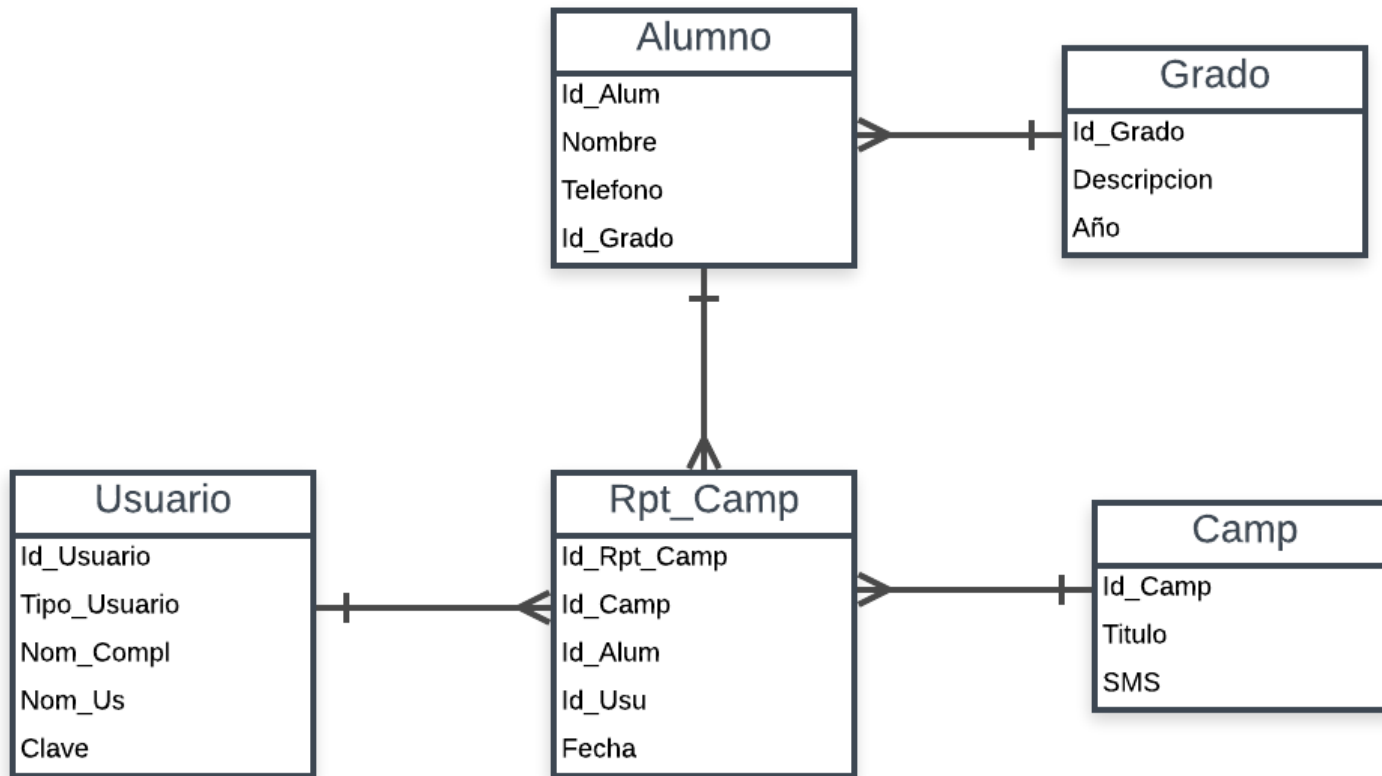 Alumno
Id_Alum
Nombre
Telefono
Id_Grado
Grado
Id_Grado
Descripcion
Año
Usuario
Id_Usuario
Tipo_Usuario
Nom_Compl
Nom_Us
Clave
Rpt_Camp
Id_Rpt_Camp
Id_Camp
Id_Alum
Id_Usu
Fecha
Camp
Id_Camp
Titulo
SMS